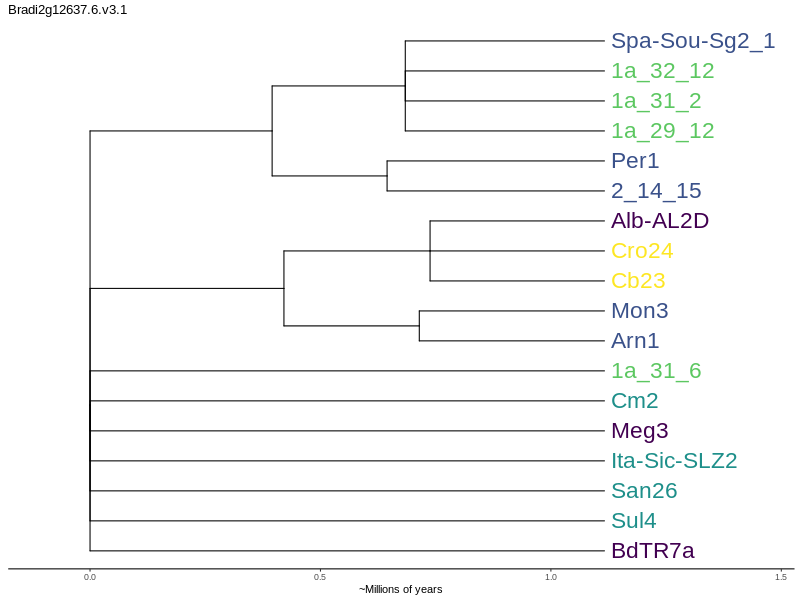 Bradi2g12637.6.v3.1
Spa-Sou-Sg2_1
1a_32_12
1a_31_2
1a_29_12
Per1
2_14_15
Alb-AL2D
Cro24
Cb23
Mon3
Arn1
1a_31_6
Cm2
Meg3
Ita-Sic-SLZ2
San26
Sul4
BdTR7a
0.0 0.5 1.0 1.5
~Millions of years